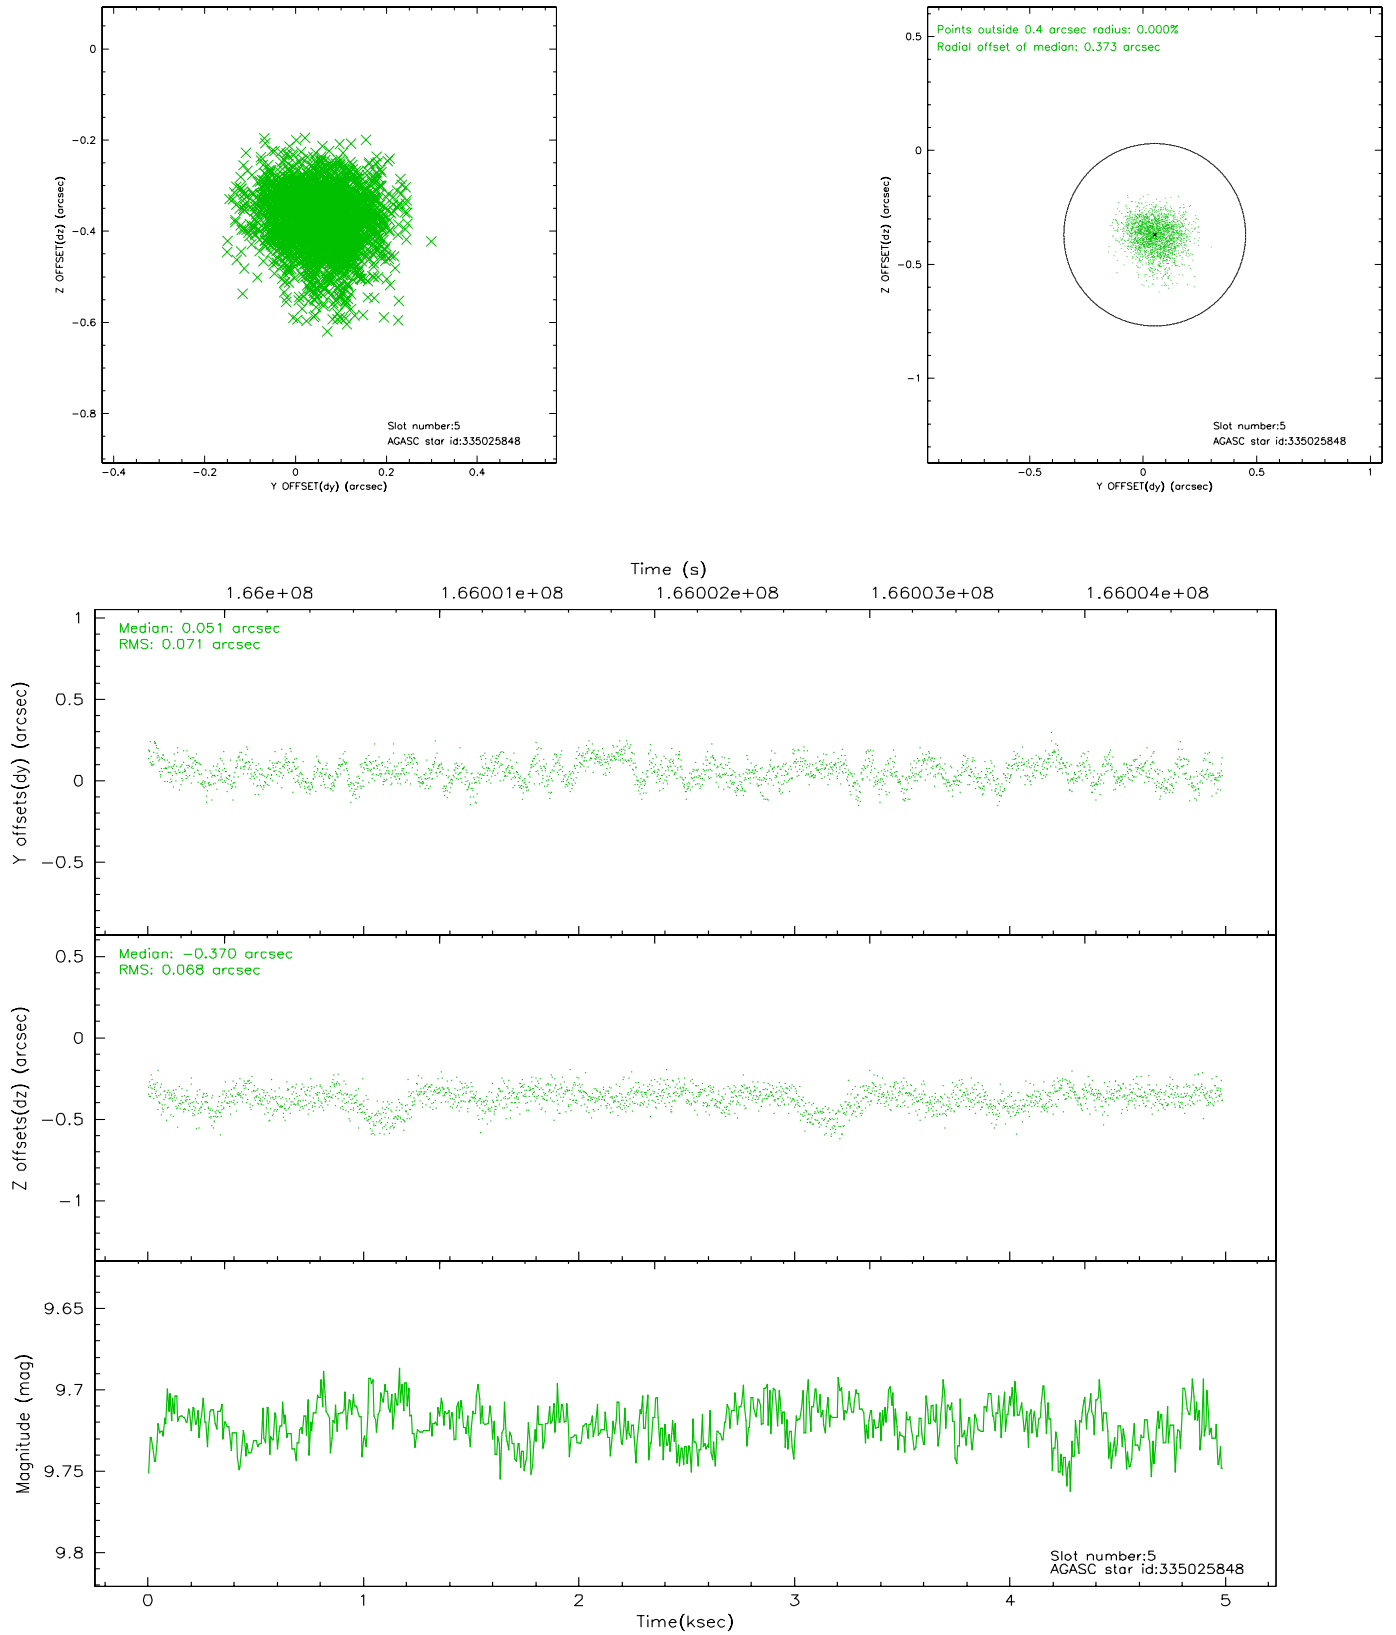 0
−0.2
−0.4
−0.6
−0.8
Z OFFSET(dz) (arcsec)
Slot number:5
AGASC star id:335025848
−0.4 −0.2 0 0.2 0.4
Y OFFSET(dy) (arcsec)
Points outside 0.4 arcsec radius: 0.000%
Radial offset of median: 0.373 arcsec
0.5
0
−0.5
−1
Z OFFSET(dz) (arcsec)
Slot number:5
AGASC star id:335025848
−0.5 0 0.5 1
Y OFFSET(dy) (arcsec)
Time (s)
1.66e+08 1.66001e+08 1.66002e+08 1.66003e+08 1.66004e+08
Median: 0.051 arcsec
RMS: 0.071 arcsec
1
0.5
0
−0.5
Y offsets(dy) (arcsec)
Median: −0.370 arcsec
RMS: 0.068 arcsec
0.5
0
−0.5
−1
Z offsets(dz) (arcsec)
9.65
9.7
9.75
9.8
Magnitude (mag)
Slot number:5
AGASC star id:335025848
0 1 2 3 4 5
Time(ksec)